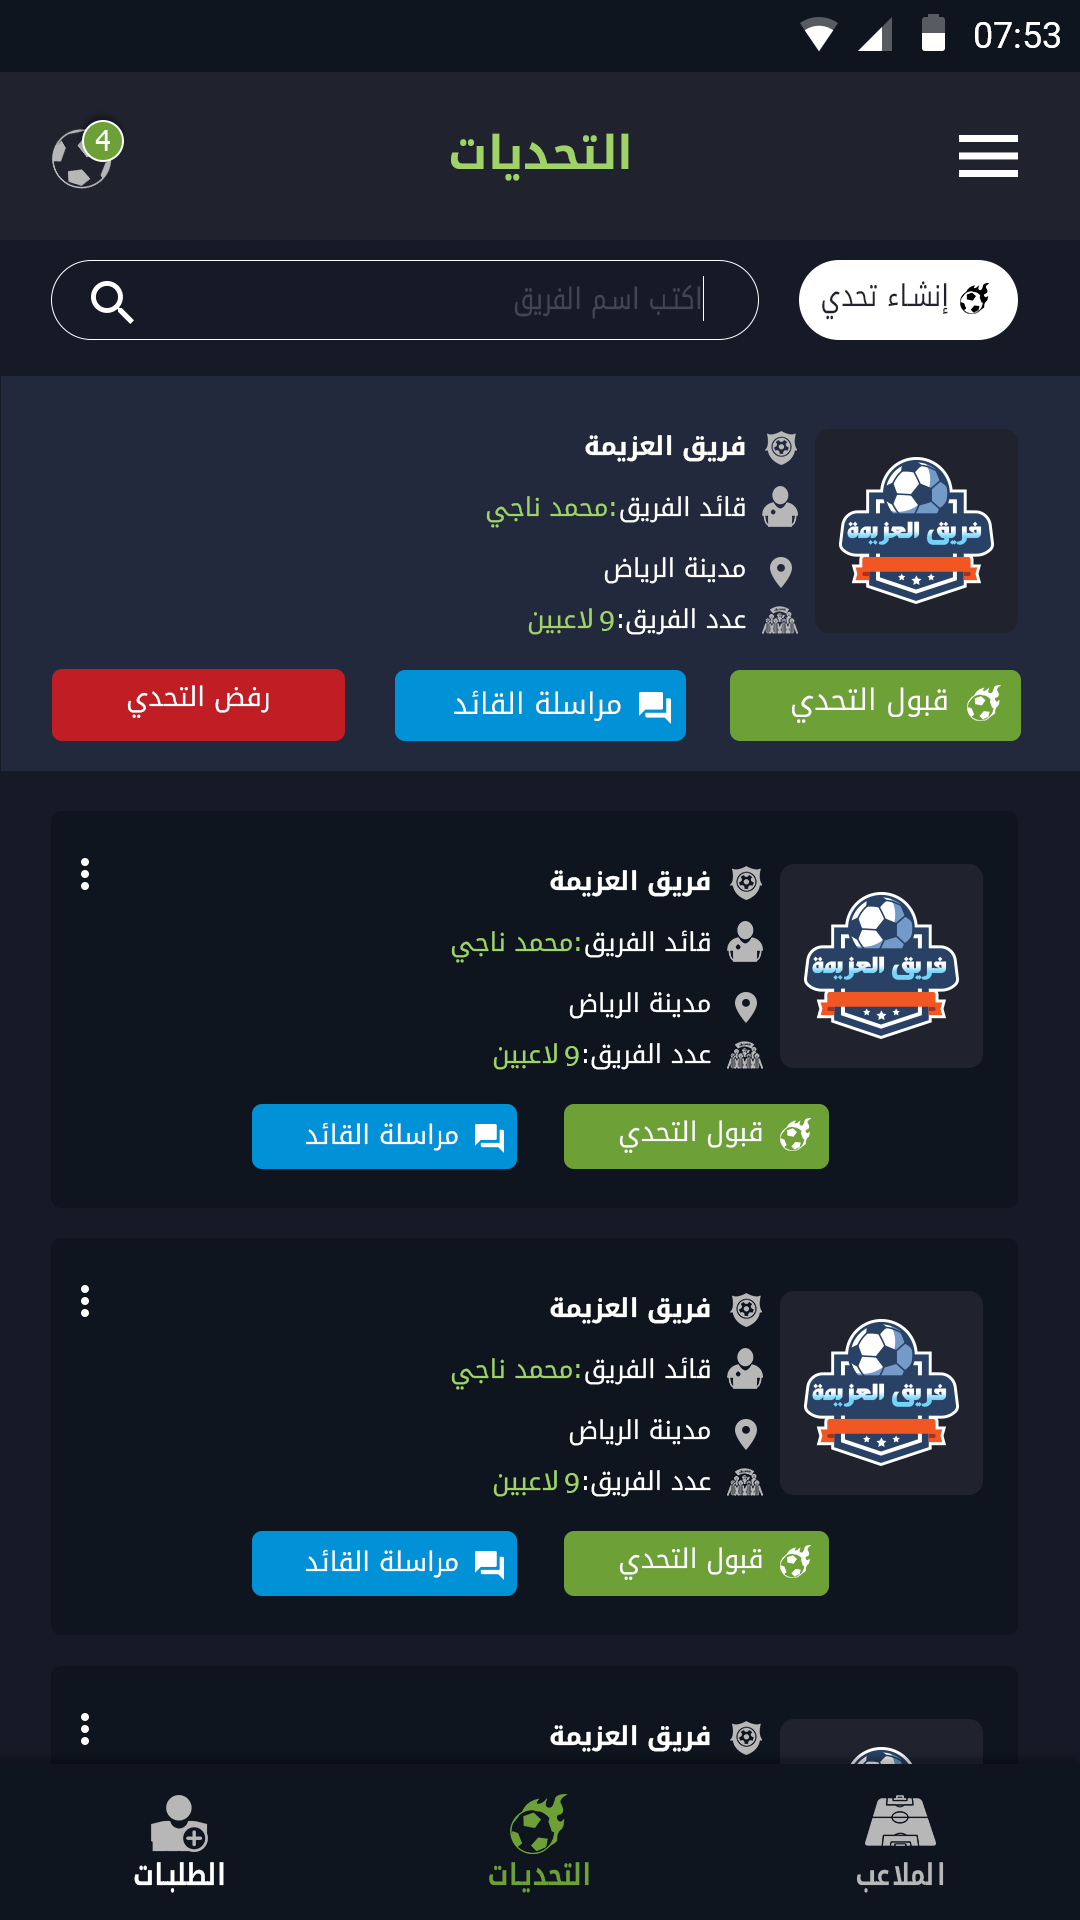 07:53
4
التحديات
إنشاء تحدي
اكتب اسم الفريق
فريق العزيمة
فريق العزيمة
قائد الفريق:محمد ناجي
مدينة الرياض
عدد الفريق:9 لاعبين
قبول التحدي
مراسلة القائد
رفض التحدي
فريق العزيمة
فريق العزيمة
قائد الفريق:محمد ناجي
مدينة الرياض
عدد الفريق:9 لاعبين
قبول التحدي
مراسلة القائد
فريق العزيمة
فريق العزيمة
قائد الفريق:محمد ناجي
مدينة الرياض
عدد الفريق:9 لاعبين
قبول التحدي
مراسلة القائد
فريق العزيمة
الملاعب
التحديات
الطلبات